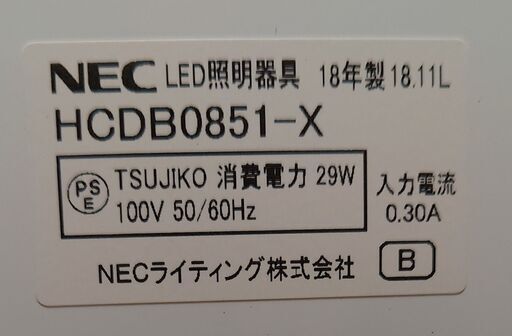 NEC LED照明器具 18年製 18.11L
HCDB0851-X
PS E TSUJIKO 消費電力 29W
100V 50/60Hz
入力電流
0.30A
NECライティング株式会社 B